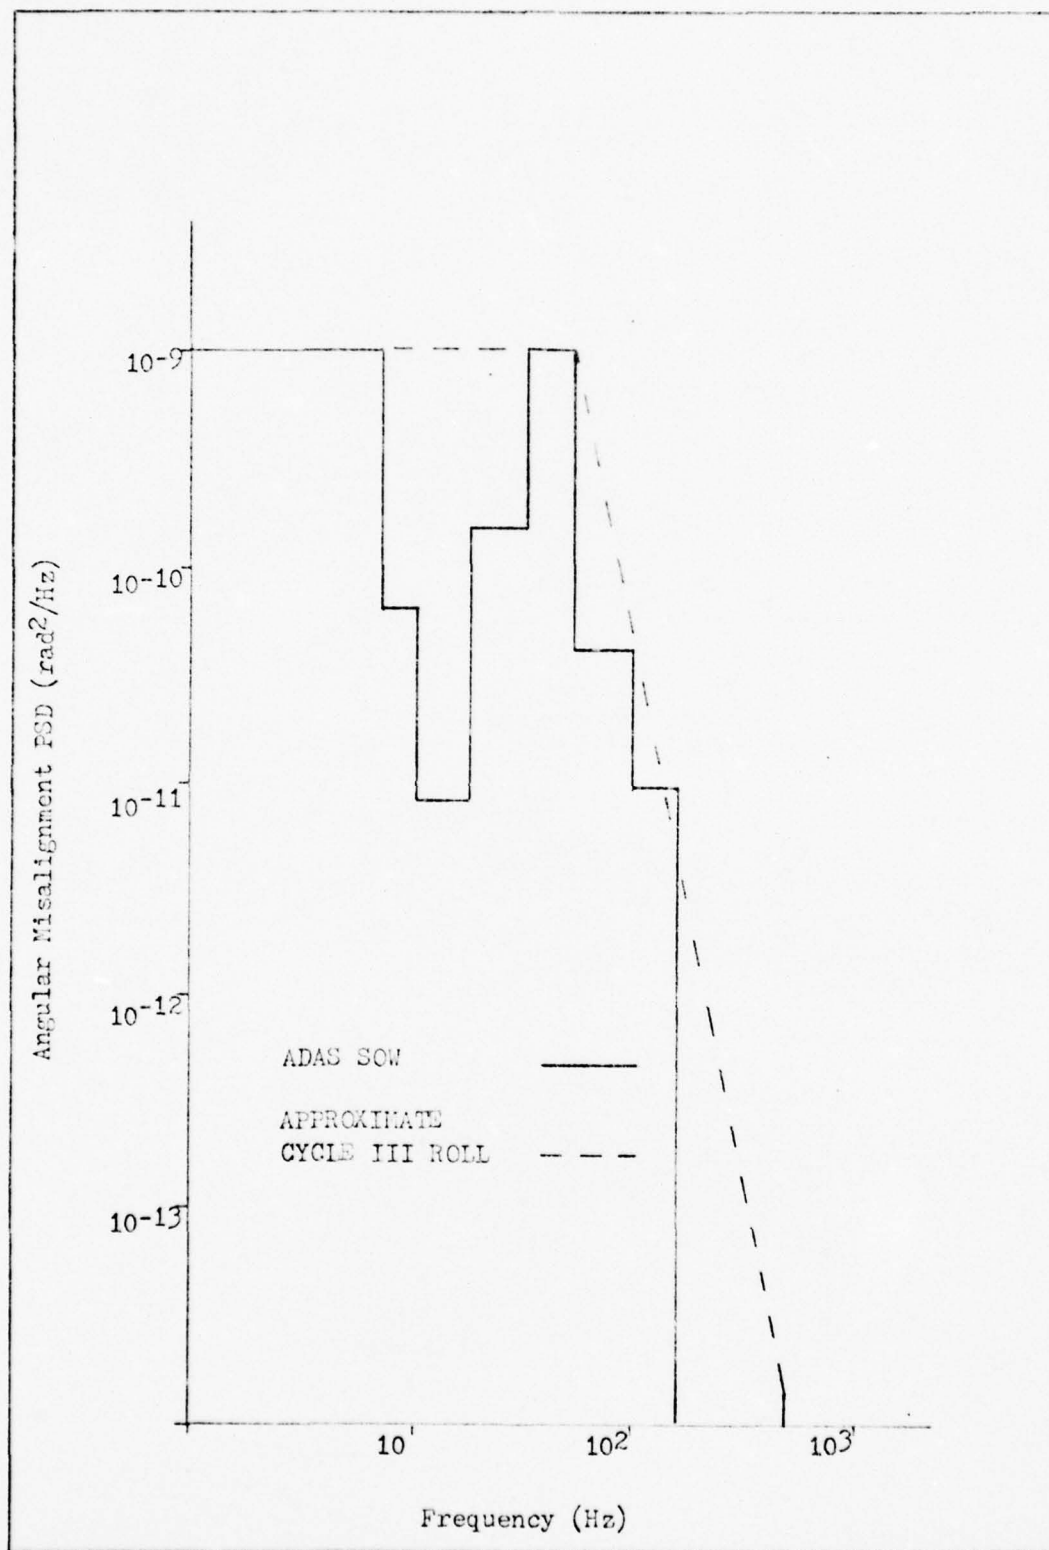 10-9
10-10
10-11
10-12
10-13
Angular Misalignment PSD (rad2/Hz)
ADAS SOW
APPROXIMATE
CYCLE III ROLL
10
102
103
Frequency (Hz)